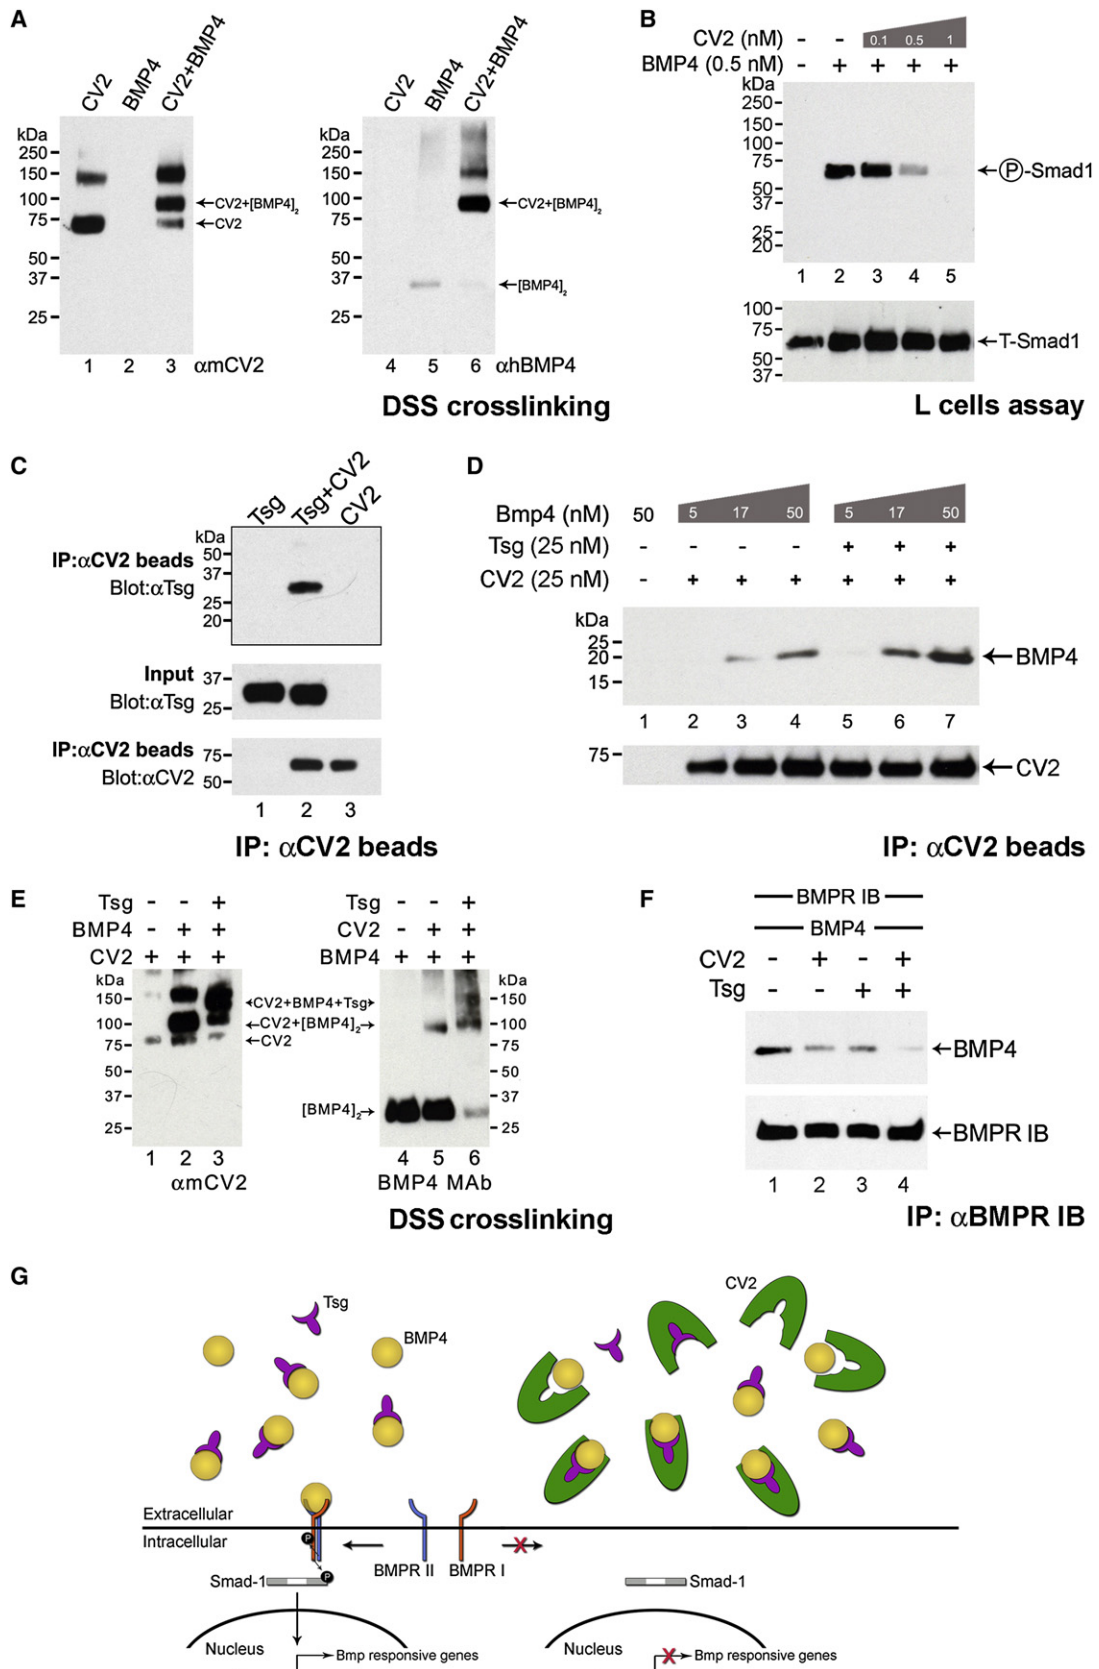 A
CV2
BMP4
CV2+BMP4
kDa
250
150
100
75
50
37
25
CV2+[BMP4]2
CV2
1 2 3 αmCV2
CV2
BMP4
CV2+BMP4
kDa
250
150
100
75
50
37
25
CV2+[BMP4]2
[BMP4]2
4 5 6 αhBMP4
DSS crosslinking
B
CV2 (nM) - - 0.1 0.5 1
BMP4 (0.5 nM) - + + + +
kDa
250
150
100
75
50
37
25
20
P-Smad1
1 2 3 4 5
100
75
50
37
T-Smad1
L cells assay
C
Tsg
Tsg+CV2
CV2
kDa
IP:αCV2 beads
Blot:αTsg
50
37
25
20
Input
Blot:αTsg
37
25
IP:αCV2 beads
Blot:αCV2
75
50
1 2 3
IP: αCV2 beads
D
Bmp4 (nM) 50 5 17 50 5 17 50
Tsg (25 nM) - - - - + + +
CV2 (25 nM) - + + + + + +
kDa
25
20
15
BMP4
1 2 3 4 5 6 7
75
CV2
IP: αCV2 beads
E
Tsg - - +
BMP4 - + +
CV2 + + +
kDa
150
100
75
50
37
25
1 2 3
αmCV2
CV2+BMP4+Tsg
CV2+[BMP4]2
CV2
[BMP4]2
Tsg - - +
CV2 - + +
BMP4 + + +
kDa
150
100
75
50
37
25
4 5 6
BMP4 MAb
DSS crosslinking
F
BMPR IB
BMP4
CV2 - + - +
Tsg - - + +
BMP4
BMPR IB
1 2 3 4
IP: αBMPR IB
G
Tsg
BMP4
CV2
Extracellular
Intracellular
P
P
BMPR II
BMPR I
Smad-1
Smad-1
Nucleus
Bmp responsive genes
Nucleus
Bmp responsive genes